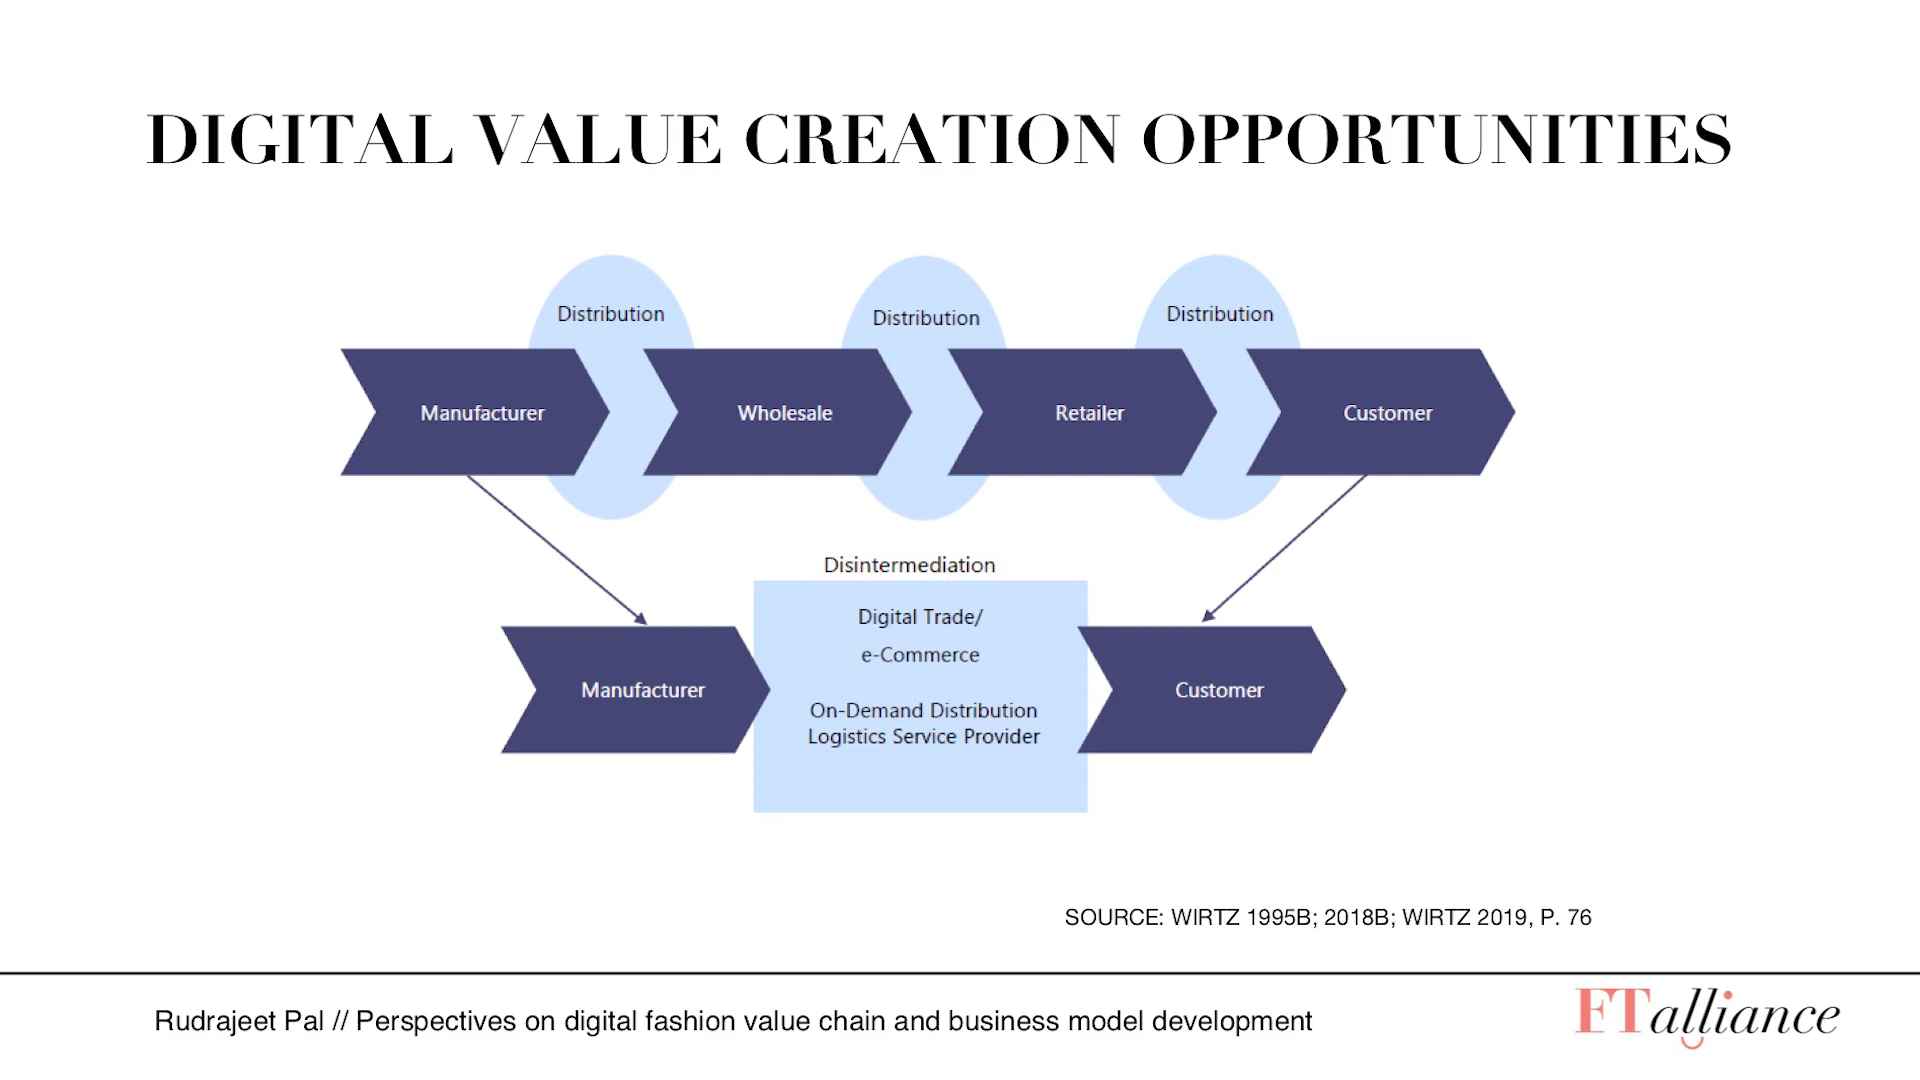 DIGITAL VALUE CREATION OPPORTUNITIES
Distribution
Distribution
Distribution
Manufacturer
Wholesale
Retailer
Customer
Disintermediation
Digital Trade/
e-Commerce
On-Demand Distribution
Logistics Service Provider
Manufacturer
Customer
SOURCE: WIRTZ 1995B; 2018B; WIRTZ 2019, P. 76
Rudrajeet Pal // Perspectives on digital fashion value chain and business model development
FTalliance